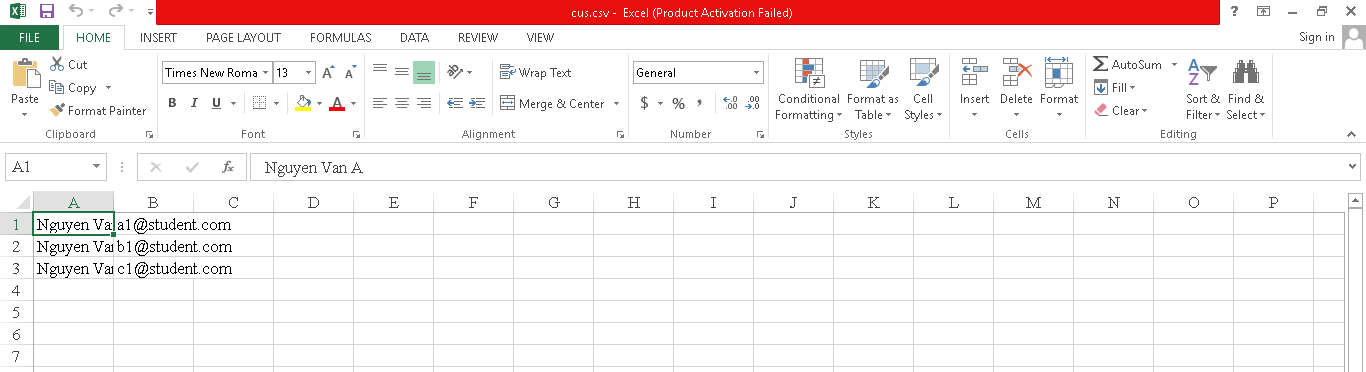 cus.csv - Excel (Product Activation Failed)
FILE HOME INSERT PAGE LAYOUT FORMULAS DATA REVIEW VIEW Sign in
Paste
Cut
Copy
Format Painter
Clipboard
Times New Roma 13
B I U
Font
Wrap Text
Merge & Center
Alignment
General
$ % ,
Number
Conditional Formatting
Format as Table
Cell Styles
Styles
Insert
Delete
Format
Cells
AutoSum
Fill
Clear
Sort & Filter
Find & Select
Editing
A1 fx Nguyen Van A
A B C D E F G H I J K L M N O P
1 Nguyen Va a1@student.com
2 Nguyen Van b1@student.com
3 Nguyen Van c1@student.com
4
5
6
7